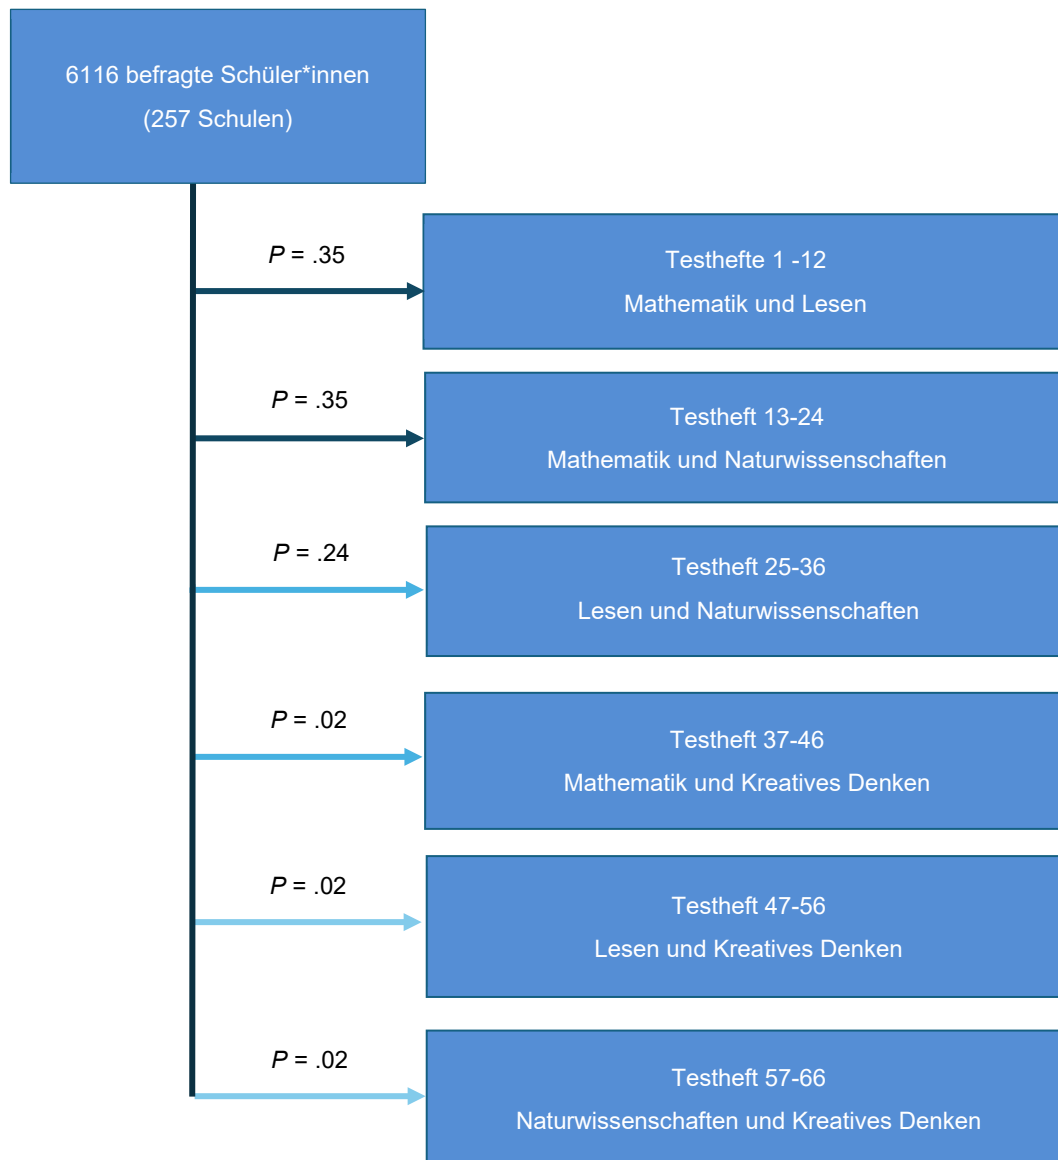 6116 befragte Schüler*innen
(257 Schulen)
P = .35
Testhefte 1 -12
Mathematik und Lesen
P = .35
Testheft 13-24
Mathematik und Naturwissenschaften
P = .24
Testheft 25-36
Lesen und Naturwissenschaften
P = .02
Testheft 37-46
Mathematik und Kreatives Denken
P = .02
Testheft 47-56
Lesen und Kreatives Denken
P = .02
Testheft 57-66
Naturwissenschaften und Kreatives Denken